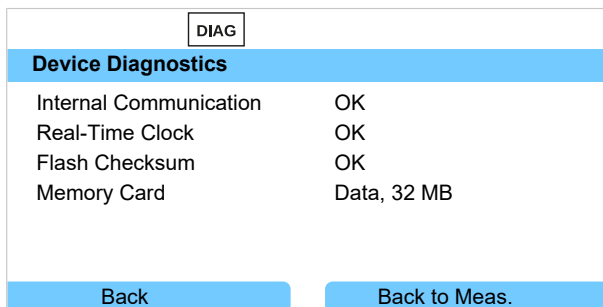 DIAG
Device Diagnostics
Internal Communication OK
Real-Time Clock OK
Flash Checksum OK
Memory Card Data, 32 MB
Back Back to Meas.